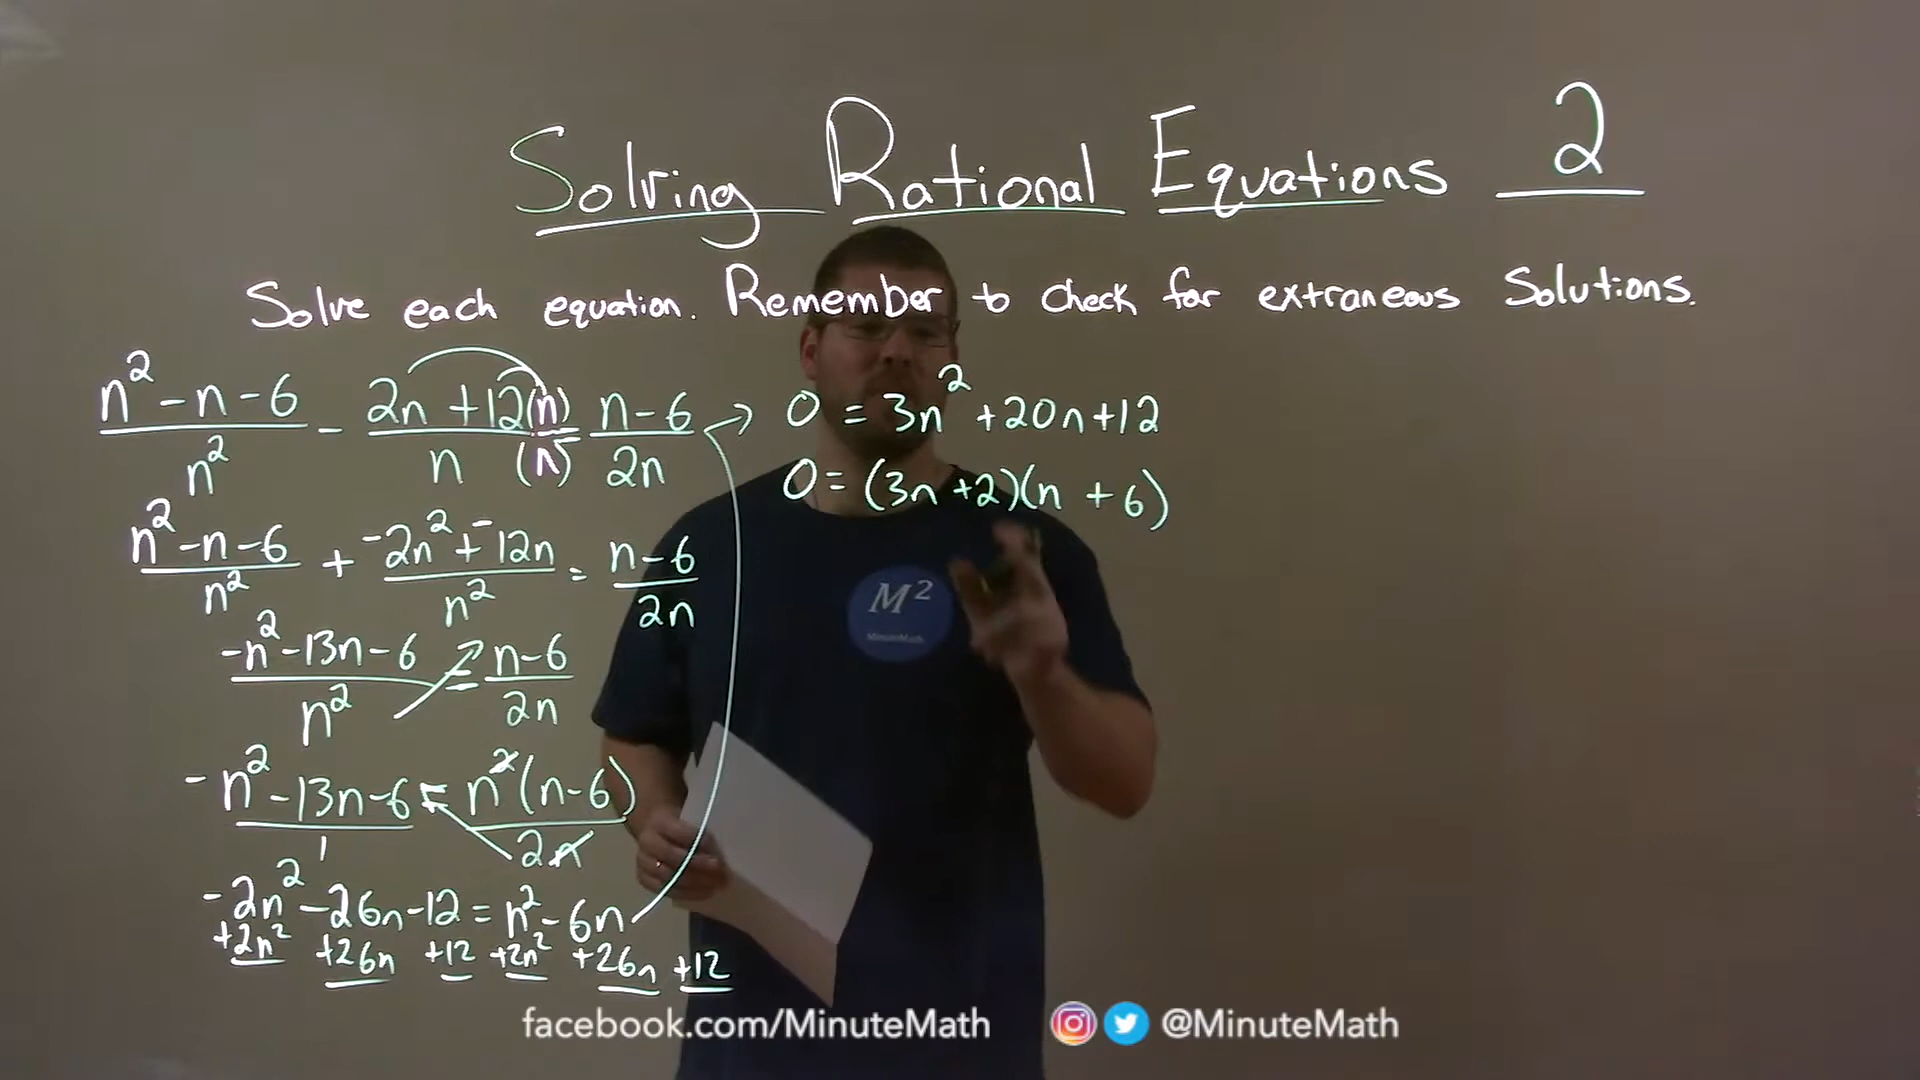 Solving Rational Equations 2
Solve each equation. Remember to check for extraneous solutions.
(n² - n - 6)/n² - (2n + 12(n))/(n (n)) = (n - 6)/(2n)
(n² - n - 6)/n² + (-2n² + -12n)/n² = (n - 6)/(2n)
(-n² - 13n - 6)/n² = (n - 6)/(2n)
(-n² - 13n - 6)/1 = n²(n - 6)/(2n)
-2n² - 26n - 12 = n² - 6n
+2n² +26n +12 +2n² +26n +12
0 = 3n² + 20n + 12
0 = (3n + 2)(n + 6)
M²
MinuteMath
facebook.com/MinuteMath @MinuteMath